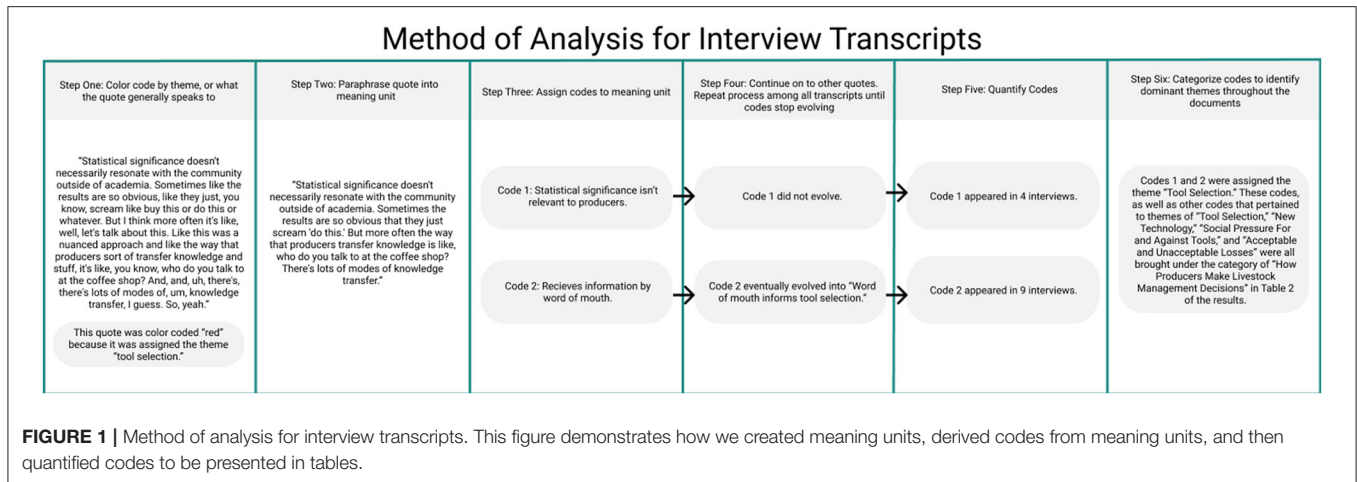 Method of Analysis for Interview Transcripts
Step One: Color code by theme, or what
the quote generally speaks to
"Statistical significance doesn't
necessarily resonate with the community
outside of academia. Sometimes like the
results are so obvious, like they just, you
know, scream like buy this or do this or
whatever. But I think more often it's like,
well, let's talk about this. Like this was a
nuanced approach and like the way that
producers sort of transfer knowledge and
stuff, it's like, you know, who do you talk to
at the coffee shop? And, and, uh, there's,
there's lots of modes of, um, knowledge
transfer, I guess. So, yeah."
This quote was color coded "red"
because it was assigned the theme
"tool selection."
Step Two: Paraphrase quote into
meaning unit
"Statistical significance doesn't
necessarily resonate with the community
outside of academia. Sometimes the
results are so obvious that they just
scream 'do this.' But more often the way
that producers transfer knowledge is like,
who do you talk to at the coffee shop?
There's lots of modes of knowledge
transfer."
Step Three: Assign codes to meaning unit
Code 1: Statistical significance isn't
relevant to producers.
Code 2: Recieves information by
word of mouth.
Step Four: Continue on to other quotes.
Repeat process among all transcripts until
codes stop evolving
Code 1 did not evolve.
Code 2 eventually evolved into "Word
of mouth informs tool selection."
Step Five: Quantify Codes
Code 1 appeared in 4 interviews.
Code 2 appeared in 9 interviews.
Step Six: Categorize codes to identify
dominant themes throughout the
documents
Codes 1 and 2 were assigned the
theme "Tool Selection." These codes,
as well as other codes that pertained
to themes of "Tool Selection," "New
Technology," "Social Pressure For
and Against Tools," and "Acceptable
and Unacceptable Losses" were all
brought under the category of "How
Producers Make Livestock
Management Decisions" in Table 2
of the results.
FIGURE 1 | Method of analysis for interview transcripts. This figure demonstrates how we created meaning units, derived codes from meaning units, and then
quantified codes to be presented in tables.